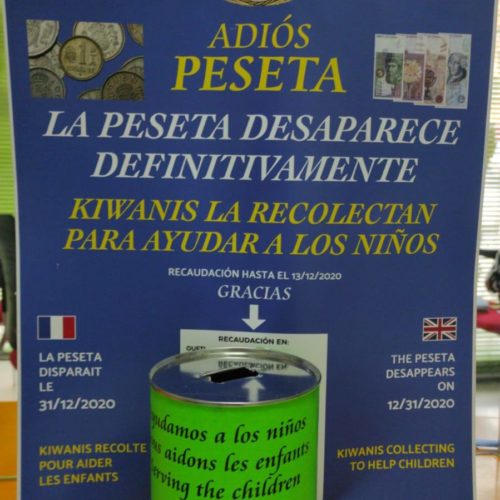 ADIÓS
PESETA
LA PESETA DESAPARECE
DEFINITIVAMENTE
KIWANIS LA RECOLECTAN
PARA AYUDAR A LOS NIÑOS
RECAUDACIÓN HASTA EL 13/12/2020
GRACIAS
RECAUDACIÓN EN:
LA PESETA
DISPARAIT
LE
31/12/2020
THE PESETA
DESAPPEARS
ON
12/31/2020
KIWANIS RECOLTE
POUR AIDER
LES ENFANTS
KIWANIS COLLECTING
TO HELP CHILDREN
a los niños
aidons les enfants
the children